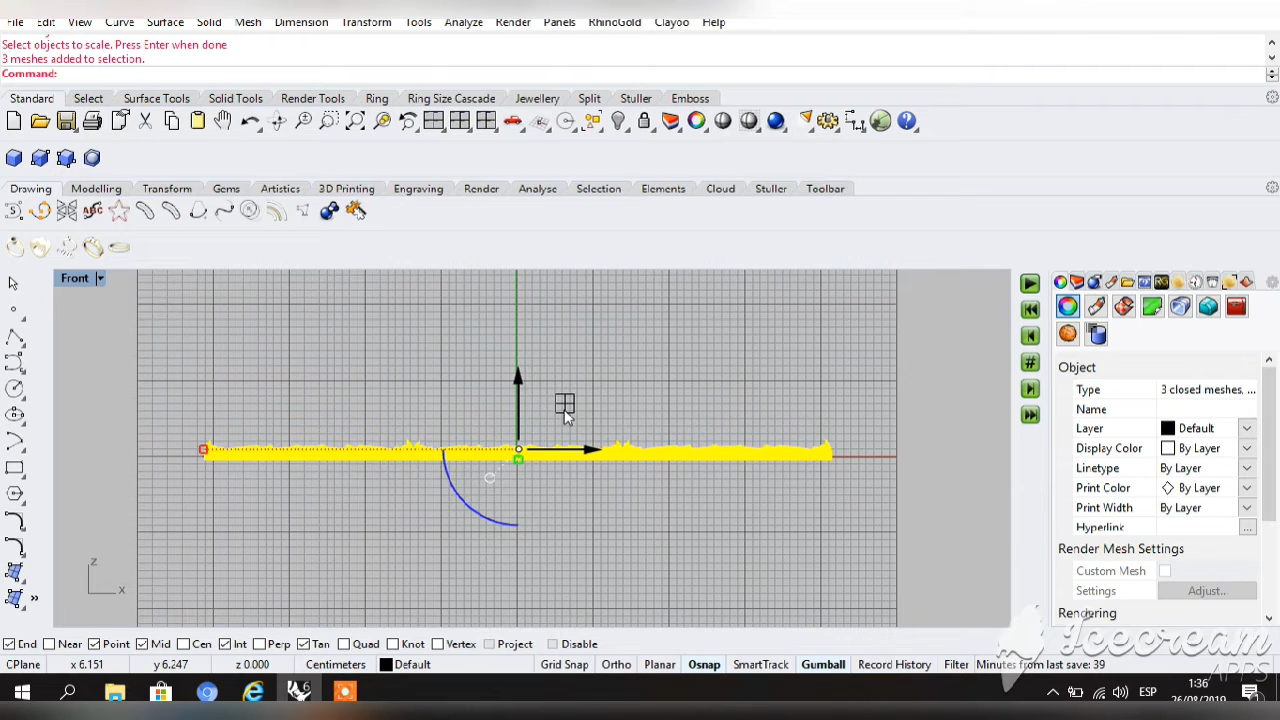 File Edit View Curve Surface Solid Mesh Dimension Transform Tools Analyze Render Panels RhinoGold Clayoo Help
Select objects to scale. Press Enter when done
3 meshes added to selection.
Command:
Standard Select Surface Tools Solid Tools Render Tools Ring Ring Size Cascade Jewellery Split Stuller Emboss
Drawing Modelling Transform Gems Artistics 3D Printing Engraving Render Analyse Selection Elements Cloud Stuller Toolbar
ABC
Front
RG
#
Object
Type 3 closed meshes, ...
Name
Layer Default
Display Color By Layer
Linetype By Layer
Print Color By Layer
Print Width By Layer
Hyperlink ...
Render Mesh Settings
Custom Mesh
Settings Adjust...
Rendering
z
x
End Near Point Mid Cen Int Perp Tan Quad Knot Vertex Project Disable
CPlane x 6.151 y 6.247 z 0.000 Centimeters Default Grid Snap Ortho Planar Osnap SmartTrack Gumball Record History Filter Minutes from last save: 39
Icecream
APPS
ESP
1:36
26/08/2019